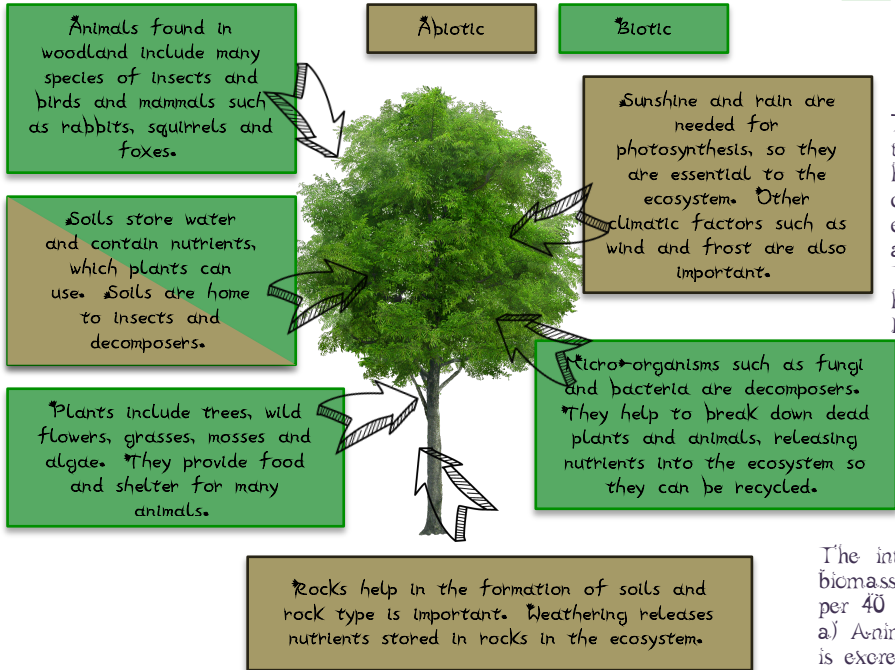 Animals found in
woodland include many
species of insects and
birds and mammals such
as rabbits, squirrels and
foxes.
Abiotic
Biotic
Sunshine and rain are
needed for
photosynthesis, so they
are essential to the
ecosystem. Other
climatic factors such as
wind and frost are also
important.
Soils store water
and contain nutrients,
which plants can
use. Soils are home
to insects and
decomposers.
Micro-organisms such as fungi
and bacteria are decomposers.
They help to break down dead
plants and animals, releasing
nutrients into the ecosystem so
they can be recycled.
Plants include trees, wild
flowers, grasses, mosses and
algae. They provide food
and shelter for many
animals.
Rocks help in the formation of soils and
rock type is important. Weathering releases
nutrients stored in rocks in the ecosystem.
The
biomass
per 40
a)
is